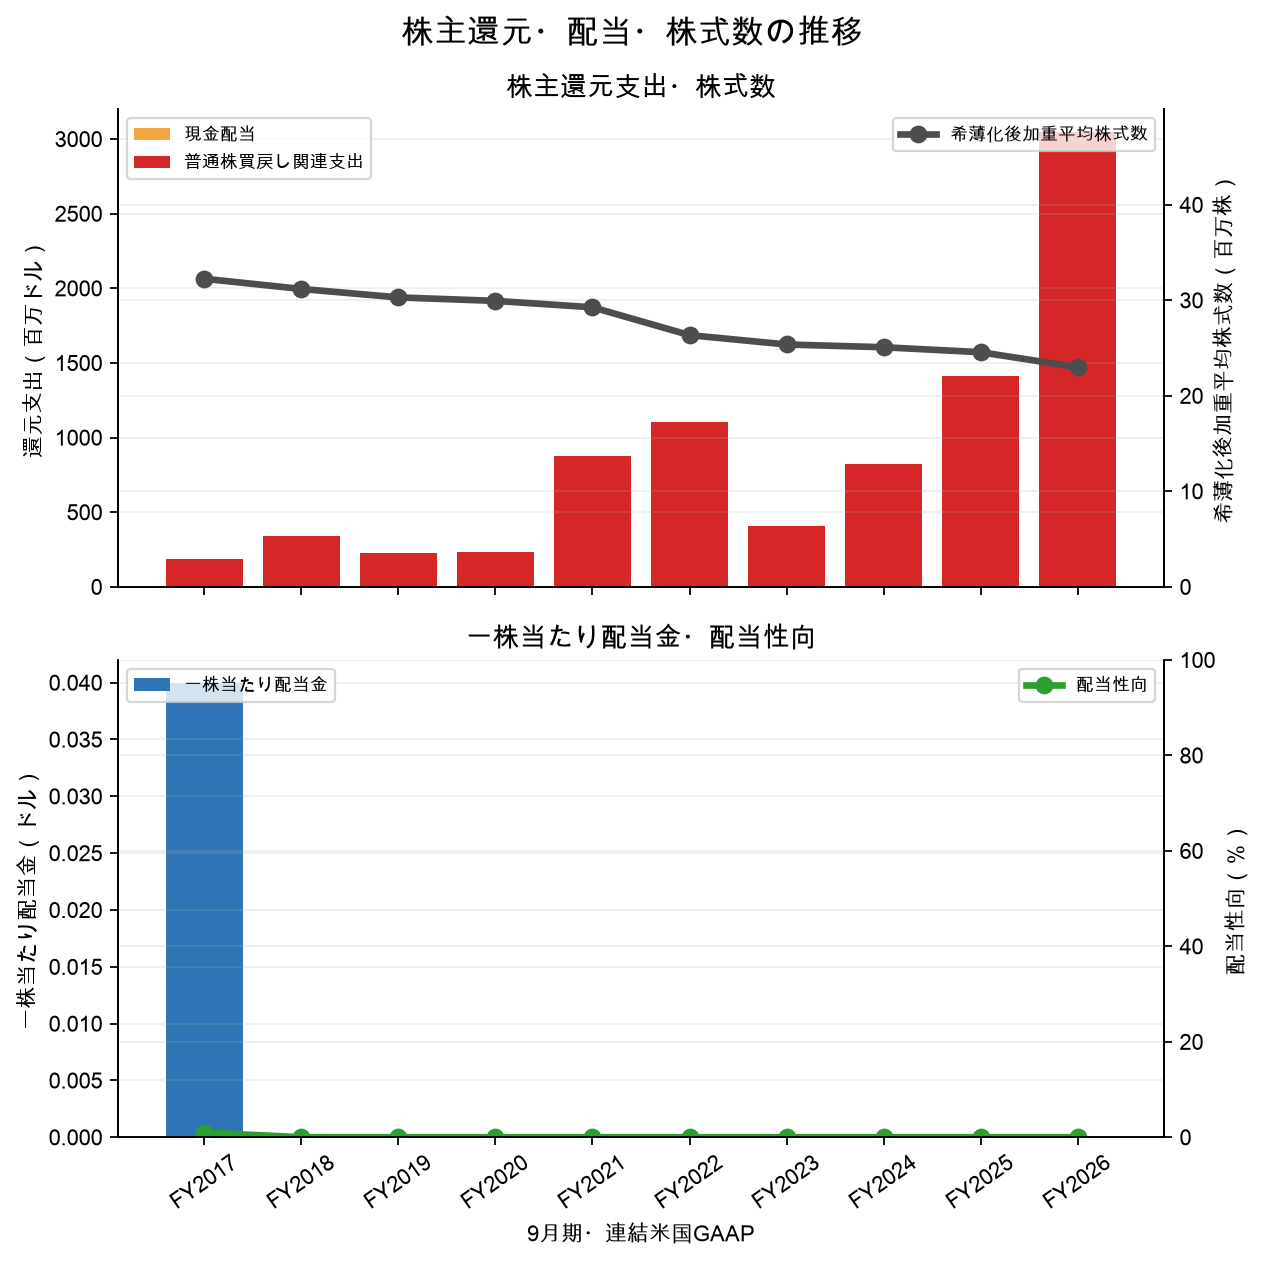 株主還元・配当・株式数の推移
株主還元支出・株式数
現金配当
普通株買戻し関連支出
希薄化後加重平均株式数
還元支出(百万ドル)
3000
2500
2000
1500
1000
500
0
希薄化後加重平均株式数(百万株)
40
30
20
10
0
一株当たり配当金・配当性向
一株当たり配当金
配当性向
一株当たり配当金(ドル)
0.040
0.035
0.030
0.025
0.020
0.015
0.010
0.005
0.000
配当性向(%)
100
80
60
40
20
0
FY2017
FY2018
FY2019
FY2020
FY2021
FY2022
FY2023
FY2024
FY2025
FY2026
9月期・連結米国GAAP